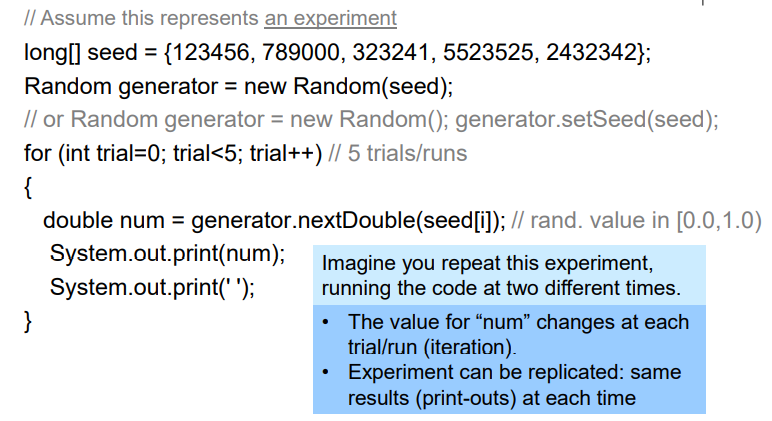 // Assume this represents an experiment
long[] seed = {123456, 789000, 323241, 5523525, 2432342};
Random generator = new Random(seed);
// or Random generator = new Random(); generator.setSeed(seed);
for (int trial=0; trial<5; trial++) // 5 trials/runs
{
double num = generator.nextDouble(seed[i]); // rand. value in [0.0,1.0)
System.out.print(num);
System.out.print(' ');
}
Imagine you repeat this experiment,
running the code at two different times.
• The value for “num” changes at each
trial/run (iteration).
• Experiment can be replicated: same
results (print-outs) at each time